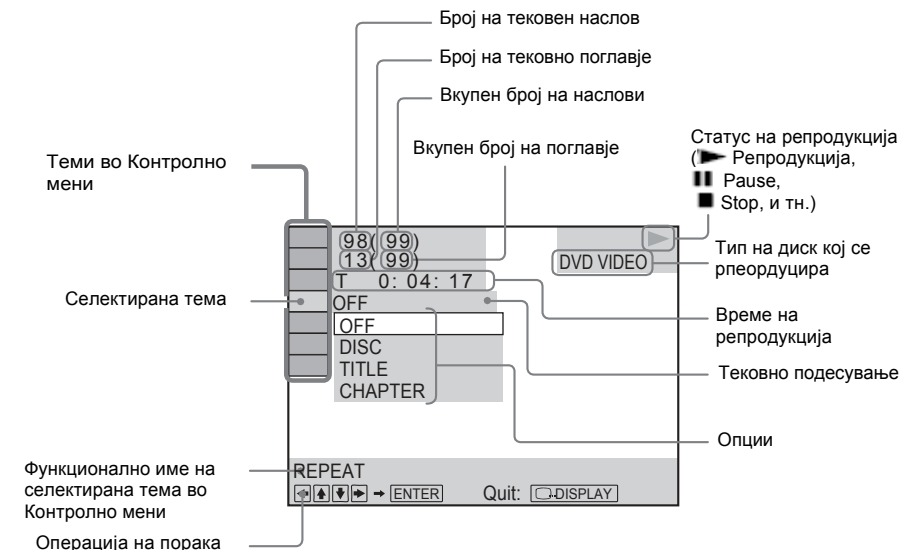 Број на тековен наслов
Број на тековно поглавје
Вкупен број на наслови
Вкупен број на поглавје
Статус на репродукција
(▶ Репродукција,
⏸ Pause,
■ Stop, и тн.)
Теми во Контролно
мени
98(99)
13(99)
DVD VIDEO
Тип на диск кој се
рпеордуцира
T 0: 04: 17
Селектирана тема
OFF
OFF
DISC
TITLE
CHAPTER
Време на
репродукција
Тековно подесување
Опции
REPEAT
ENTER Quit: DISPLAY
Функционално име на
селектирана тема во
Контролно мени
Операција на порака